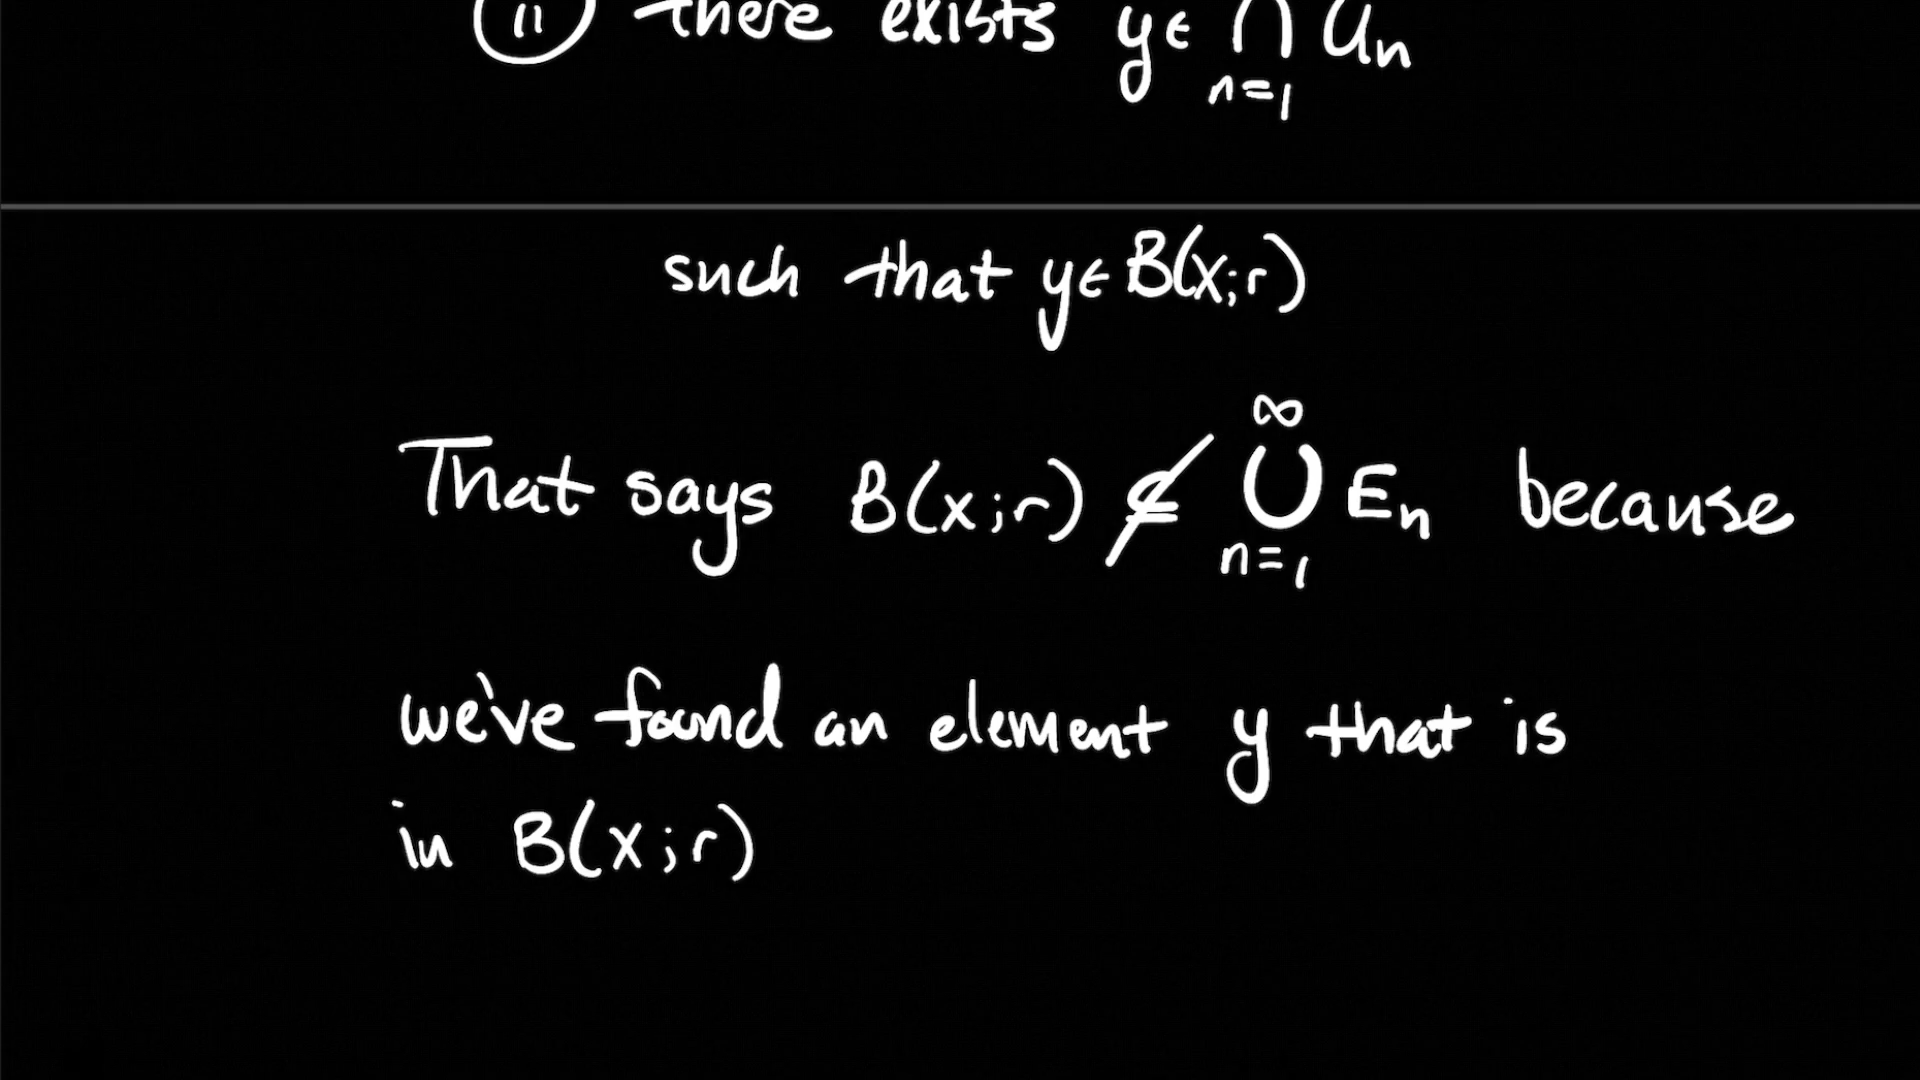 (11) there exists y ∈ ⋂_{n=1} U_n
such that y ∈ B(x;r)
That says B(x;r) ⊈ ⋃_{n=1}^{∞} E_n because
we've found an element y that is
in B(x;r)